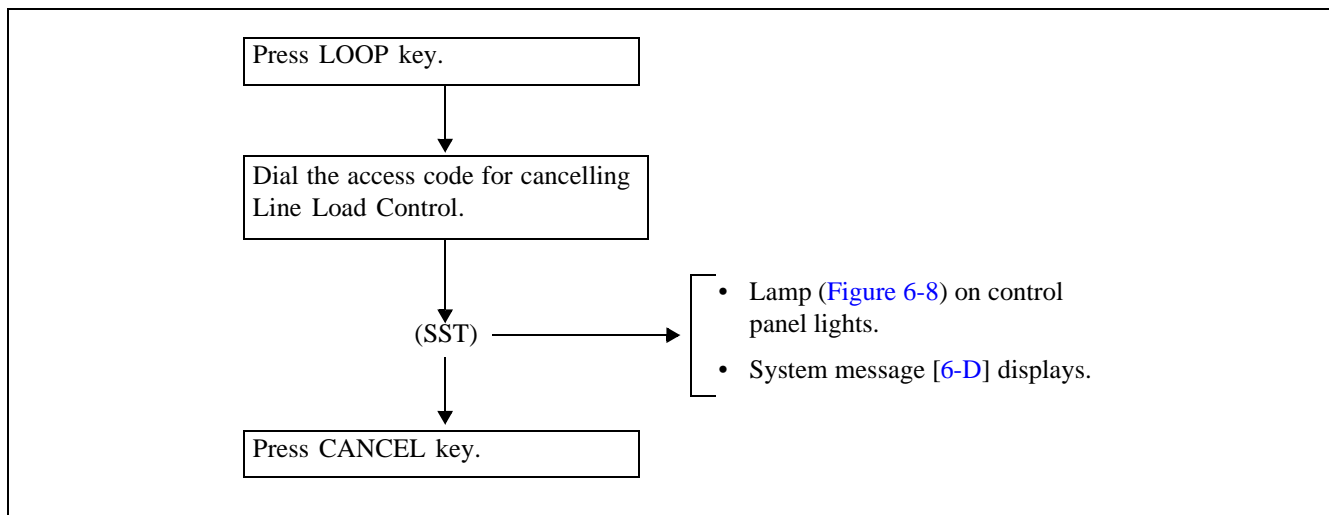 Press LOOP key.
Dial the access code for cancelling
Line Load Control.
(SST)
• Lamp (Figure 6-8) on control
panel lights.
• System message [6-D] displays.
Press CANCEL key.